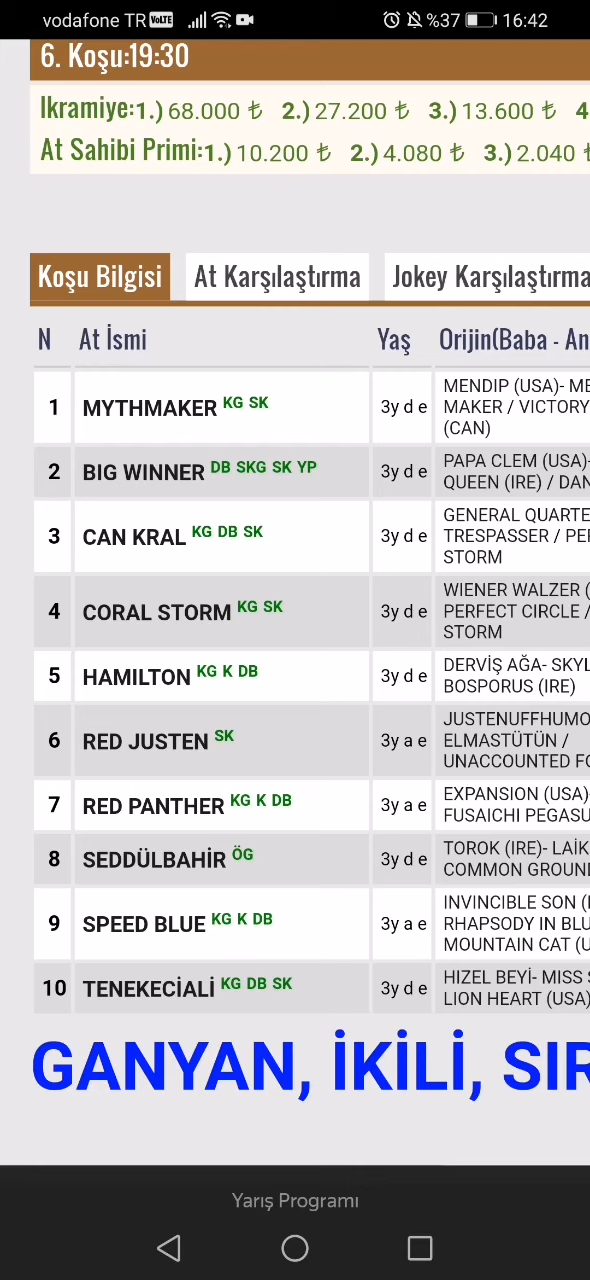 vodafone TR VoLTE %37 16:42
6. Koşu:19:30
Ikramiye:1.) 68.000 ₺ 2.) 27.200 ₺ 3.) 13.600 ₺ 4
At Sahibi Primi:1.) 10.200 ₺ 2.) 4.080 ₺ 3.) 2.040 ₺
Koşu Bilgisi At Karşılaştırma Jokey Karşılaştırma
N At İsmi Yaş Orijin(Baba - An
1 MYTHMAKER KG SK 3y d e MENDIP (USA)- ME
MAKER / VICTORY
(CAN)
2 BIG WINNER DB SKG SK YP 3y d e PAPA CLEM (USA)-
QUEEN (IRE) / DAN
3 CAN KRAL KG DB SK 3y d e GENERAL QUARTE
TRESPASSER / PE
STORM
4 CORAL STORM KG SK 3y d e WIENER WALZER (
PERFECT CIRCLE /
STORM
5 HAMILTON KG K DB 3y d e DERVİŞ AĞA- SKYL
BOSPORUS (IRE)
6 RED JUSTEN SK 3y a e JUSTENUFFHUMO
ELMASTÜTÜN /
UNACCOUNTED FO
7 RED PANTHER KG K DB 3y a e EXPANSION (USA)-
FUSAICHI PEGASU
8 SEDDÜLBAHİR ÖG 3y d e TOROK (IRE)- LAİK
COMMON GROUND
9 SPEED BLUE KG K DB 3y a e INVINCIBLE SON (
RHAPSODY IN BLU
MOUNTAIN CAT (U
10 TENEKECİALİ KG DB SK 3y d e HIZEL BEYİ- MISS S
LION HEART (USA)
GANYAN, İKİLİ, SIR
Yarış Programı